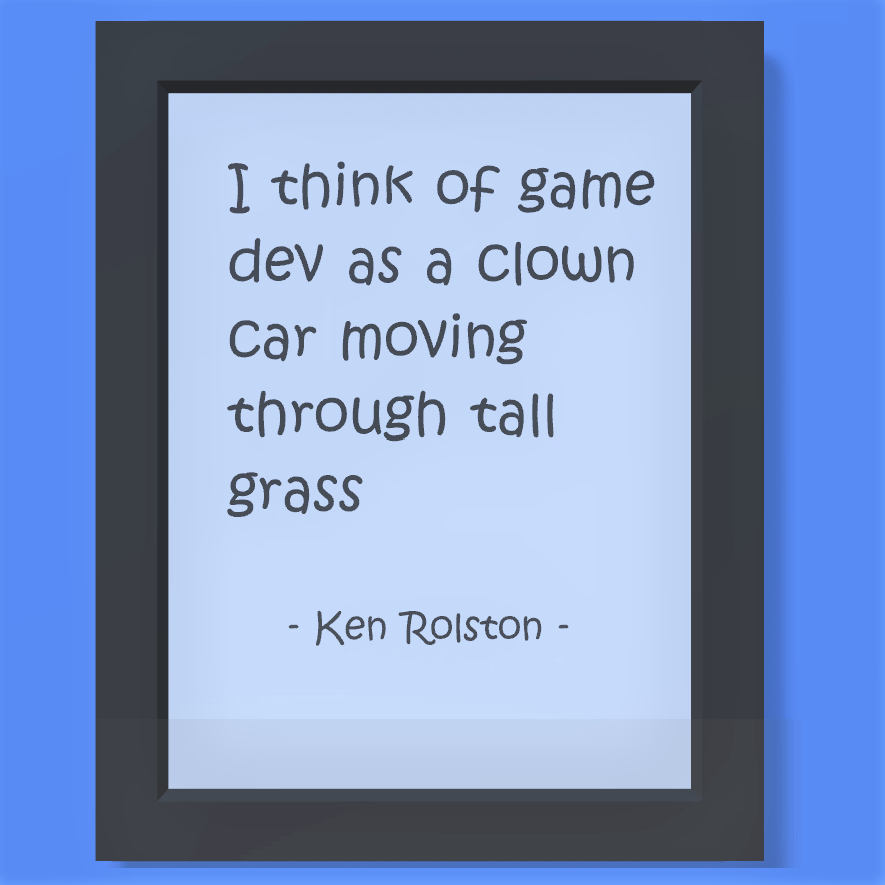 I think of game
dev as a clown
car moving
through tall
grass
- Ken Rolston -